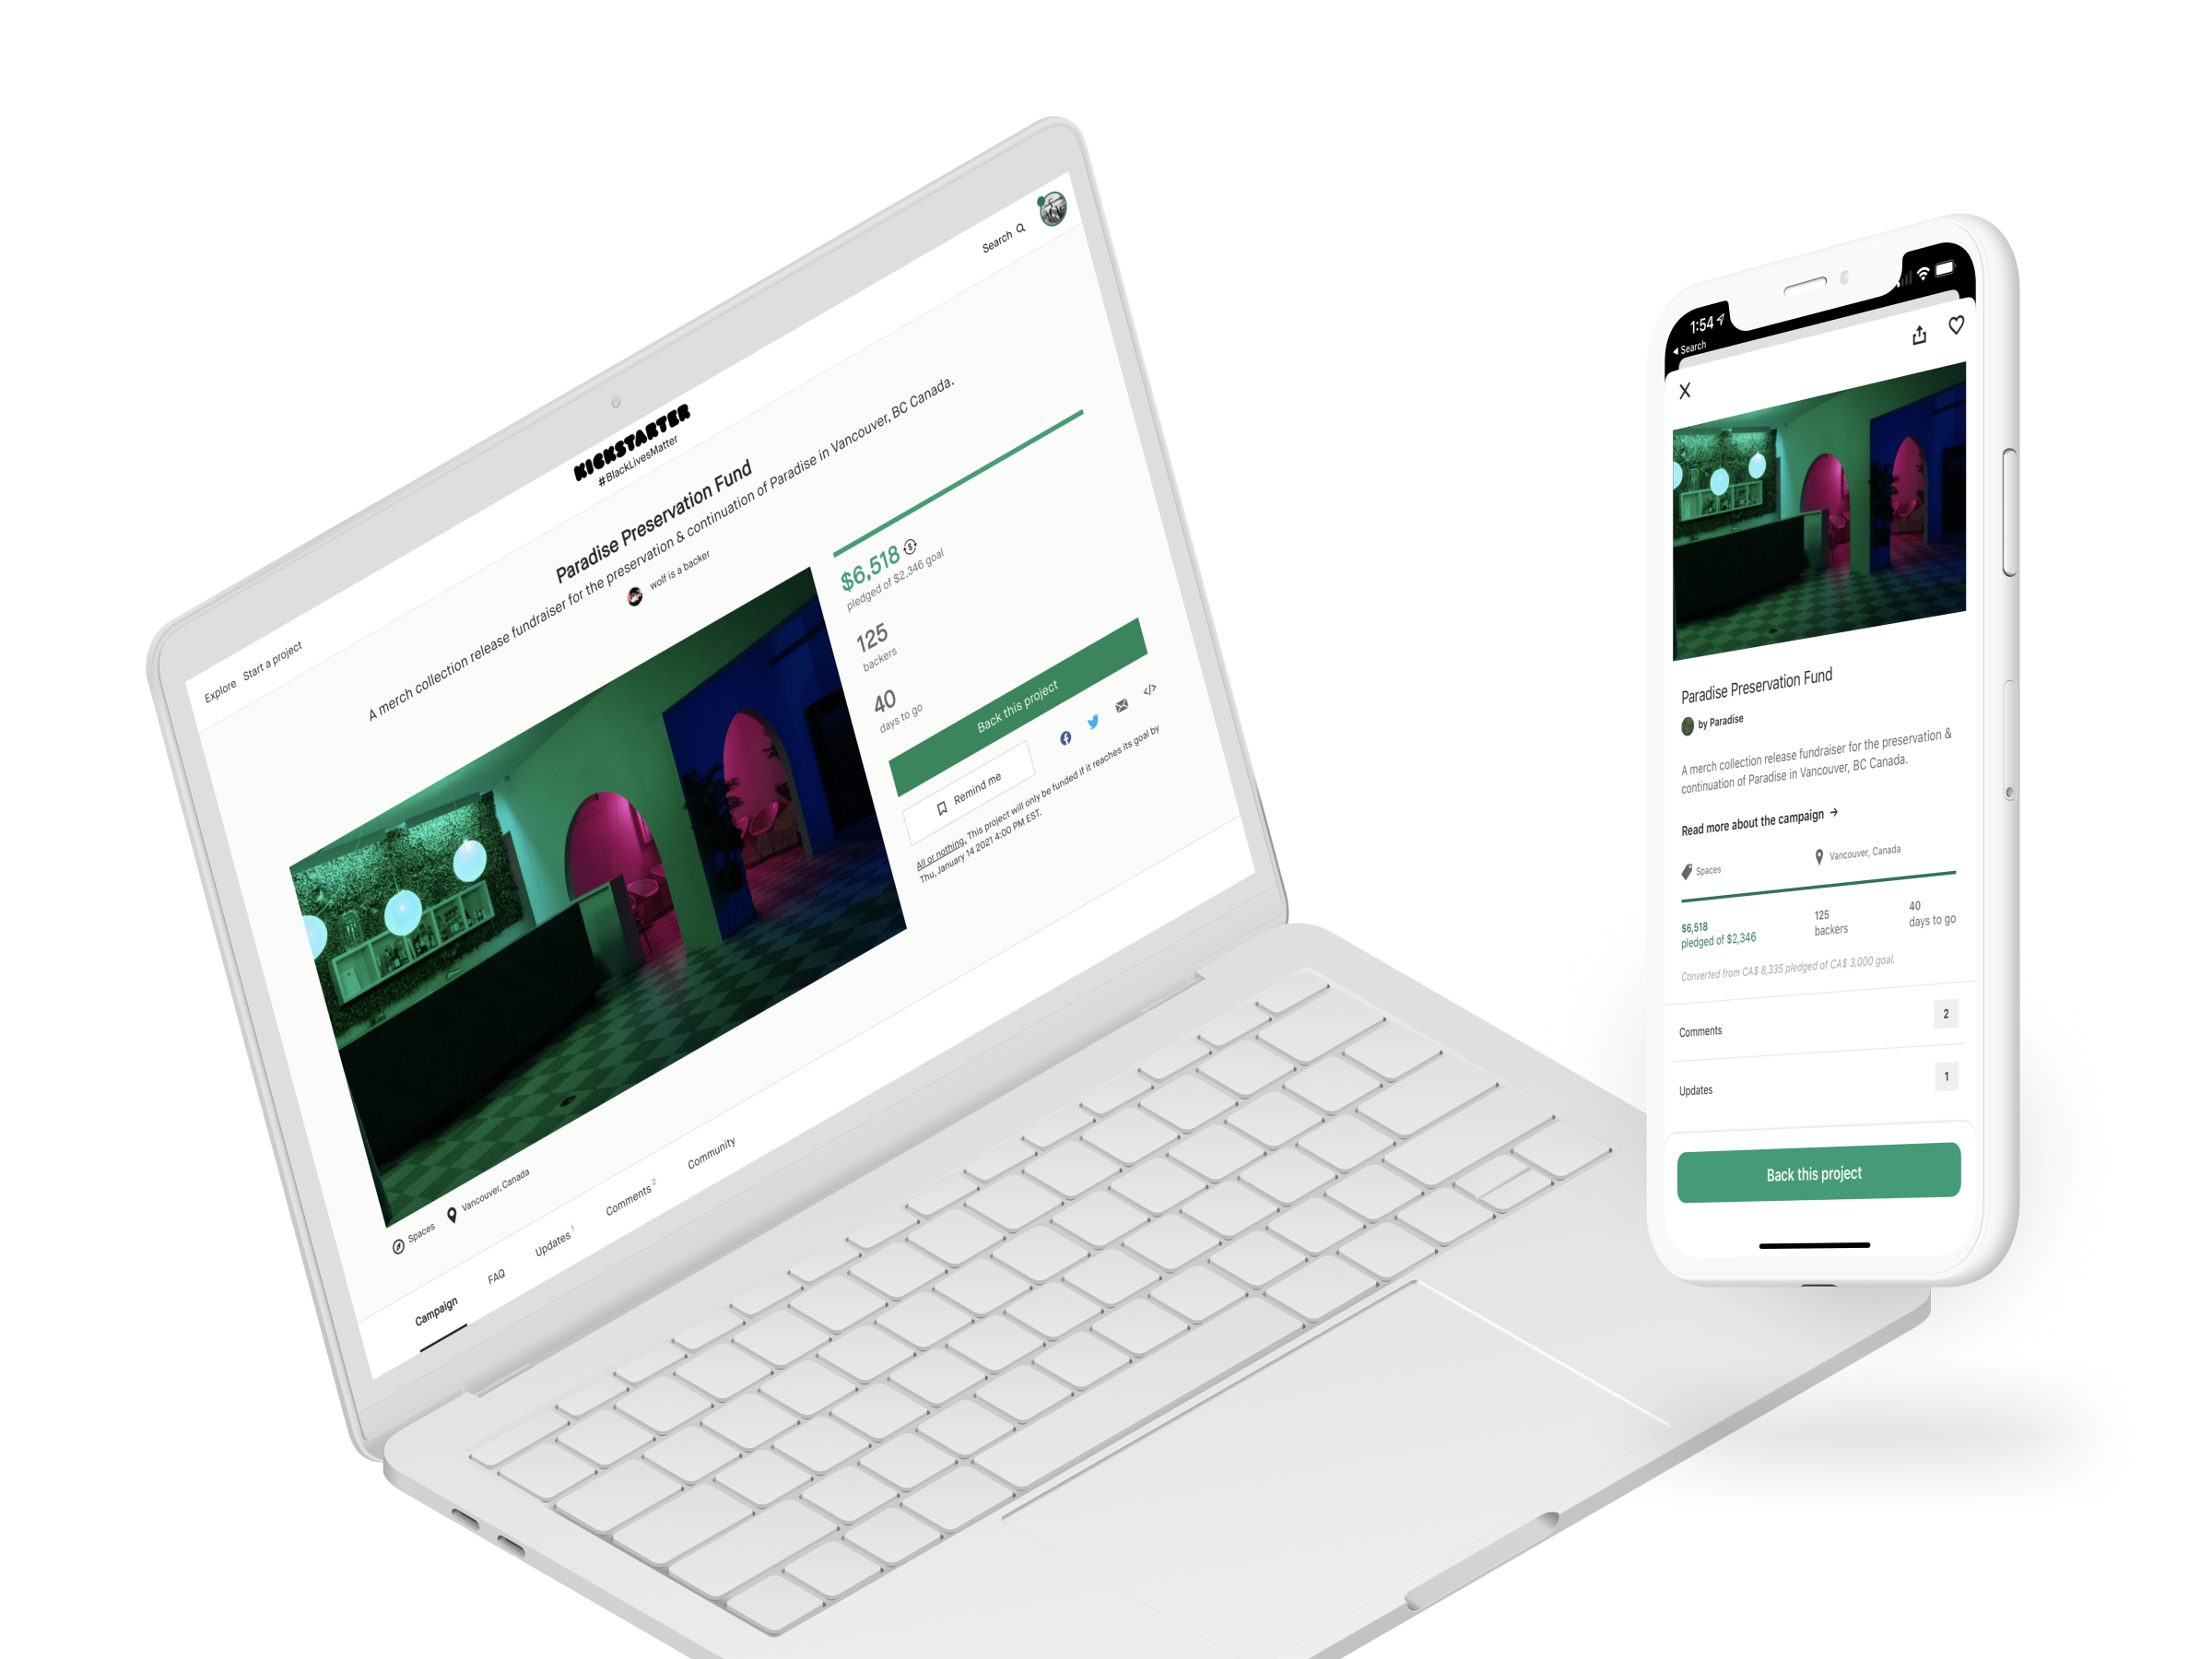 Explore Start a project
KICKSTARTER
#BlackLivesMatter
Search
Paradise Preservation Fund
A merch collection release fundraiser for the preservation & continuation of Paradise in Vancouver, BC Canada.
wolf is a backer
$6,518
pledged of $2,346 goal
125
backers
40
days to go
Back this project
Remind me
All or nothing. This project will only be funded if it reaches its goal by
Thu, January 14 2021 4:00 PM EST.
Spaces Vancouver, Canada
Campaign FAQ Updates 1 Comments 2 Community
1:54
Search
Paradise Preservation Fund
by Paradise
A merch collection release fundraiser for the preservation &
continuation of Paradise in Vancouver, BC Canada.
Read more about the campaign →
Spaces Vancouver, Canada
$6,518 125 40
pledged of $2,346 backers days to go
Converted from CA$ 8,335 pledged of CA$ 3,000 goal.
Comments 2
Updates 1
Back this project